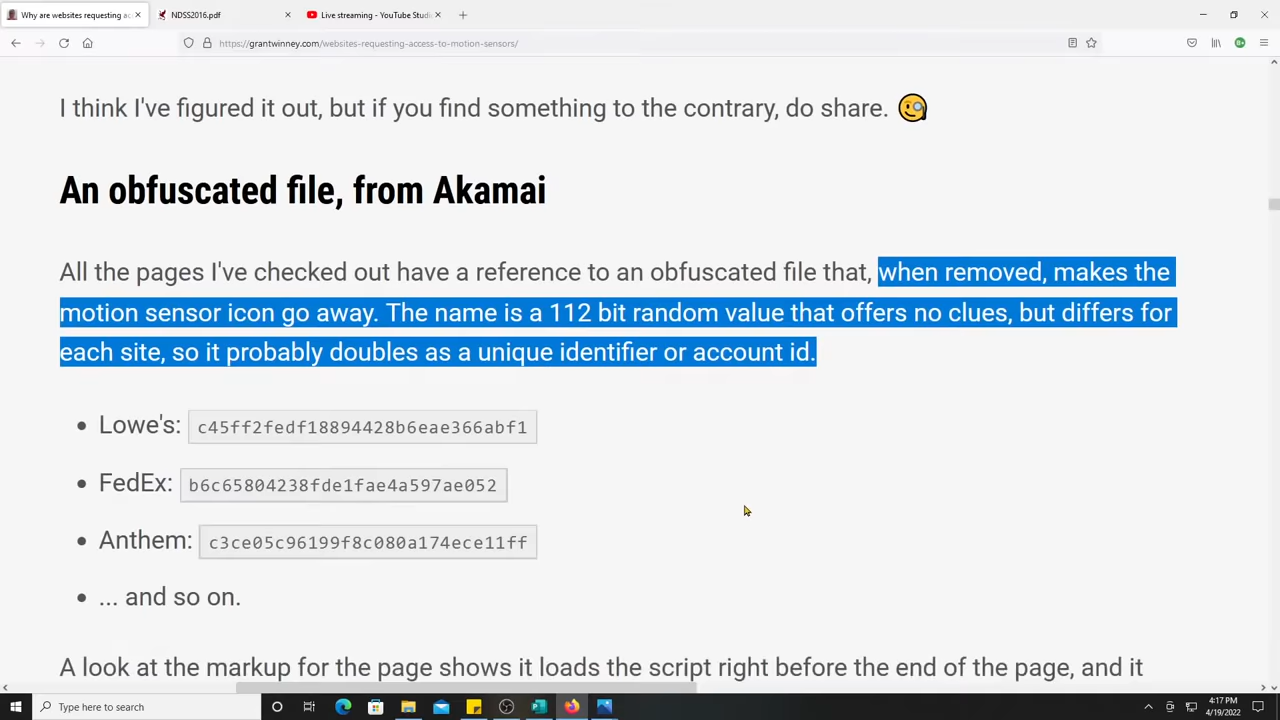 Why are websites requesting ac
NDSS2016.pdf
Live streaming - YouTube Studi
https://grantwinney.com/websites-requesting-access-to-motion-sensors/
I think I've figured it out, but if you find something to the contrary, do share. 🧐
An obfuscated file, from Akamai
All the pages I've checked out have a reference to an obfuscated file that, when removed, makes the
motion sensor icon go away. The name is a 112 bit random value that offers no clues, but differs for
each site, so it probably doubles as a unique identifier or account id.
• Lowe's: c45ff2fedf18894428b6eae366abf1
• FedEx: b6c65804238fde1fae4a597ae052
• Anthem: c3ce05c96199f8c080a174ece11ff
• ... and so on.
A look at the markup for the page shows it loads the script right before the end of the page, and it
Type here to search
4:17 PM
4/19/2022